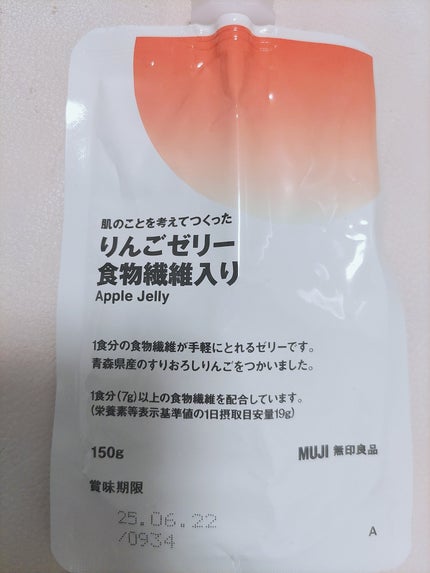 肌のことを考えてつくった
りんごゼリー
食物繊維入り
Apple Jelly
1食分の食物繊維が手軽にとれるゼリーです。
青森県産のすりおろしりんごをつかいました。
1食分(7g)以上の食物繊維を配合しています。
(栄養素等表示基準値の1日摂取目安量19g)
150g
MUJI 無印良品
賞味期限
25.06.22
/0934
A